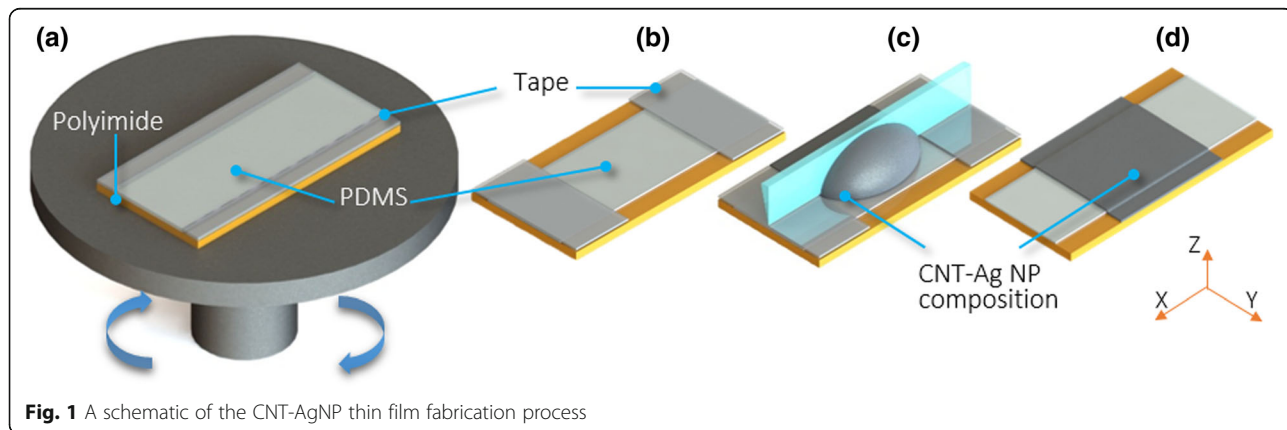 (a)
(b)
(c)
(d)
Tape
Polyimide
PDMS
CNT-Ag NP
composition
Z
X
Y
Fig. 1 A schematic of the CNT-AgNP thin film fabrication process